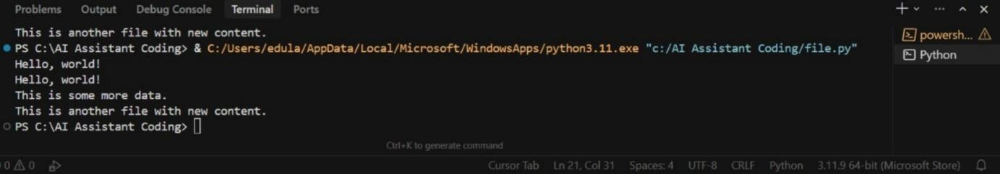 Problems Output Debug Console Terminal Ports
This is another file with new content.
powersh...
PS C:\AI Assistant Coding> & C:/Users/edula/AppData/Local/Microsoft/WindowsApps/python3.11.exe "c:/AI Assistant Coding/file.py"
Python
Hello, world!
Hello, world!
This is some more data.
This is another file with new content.
PS C:\AI Assistant Coding>
Ctrl+K to generate command
0 0 Cursor Tab Ln 21, Col 31 Spaces: 4 UTF-8 CRLF Python 3.11.9 64-bit (Microsoft Store)